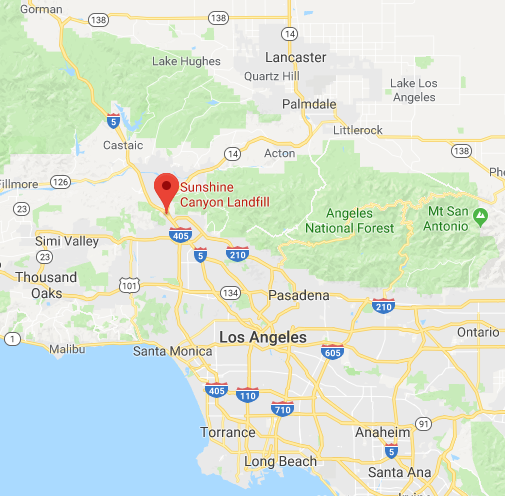 Gorman
138
138
14
Lake Hughes
Lancaster
Quartz Hill
Lake Los
Angeles
Palmdale
5
Littlerock
Castaic
14
Acton
138
Phe
Fillmore
126
Sunshine
Canyon Landfill
23
Angeles
National Forest
Mt San
Antonio
405
Simi Valley
5
210
23
Thousand
Oaks
101
134
Pasadena
210
1
Malibu
Los Angeles
Ontario
Santa Monica
605
405
110
710
91
Torrance
Anaheim
5
Long Beach
Santa Ana